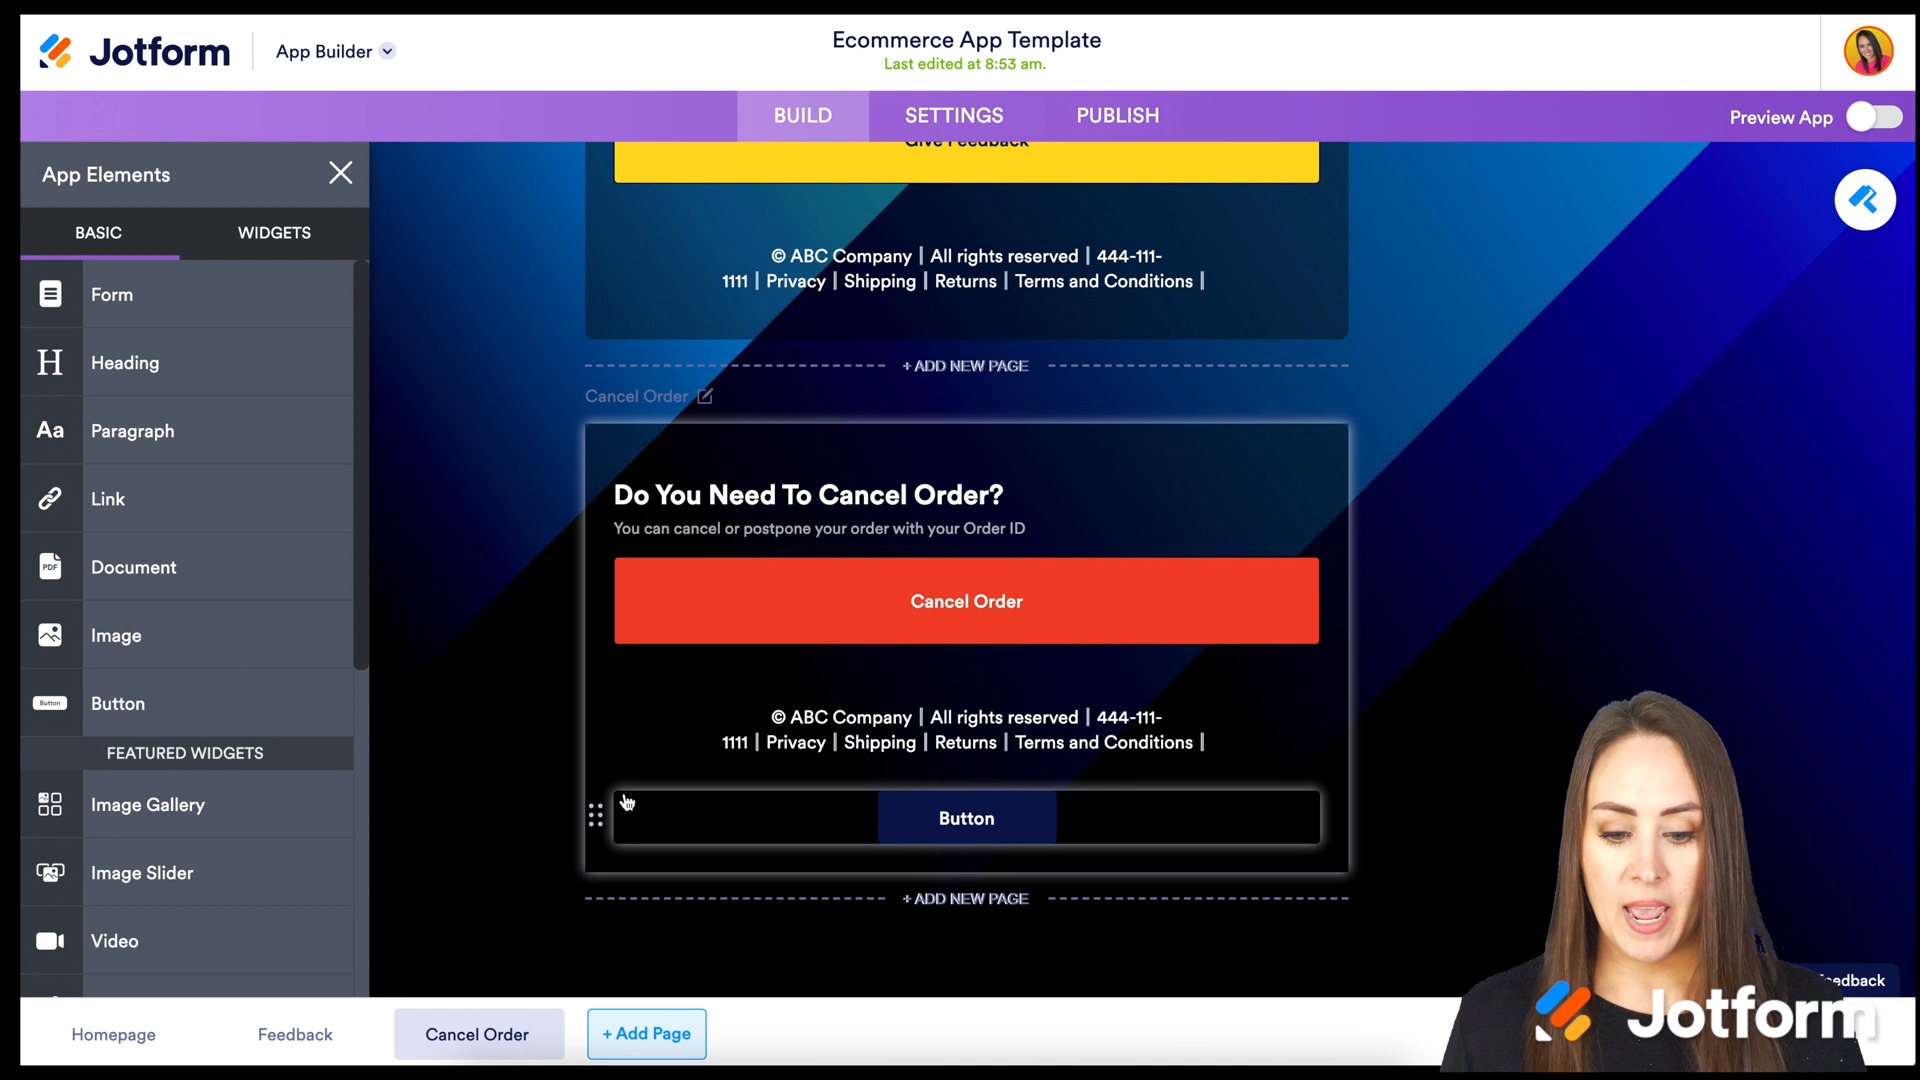 Jotform
App Builder
Ecommerce App Template
Last edited at 8:53 am.
BUILD
SETTINGS
PUBLISH
Preview App
App Elements
BASIC
WIDGETS
Form
Heading
Aa
Paragraph
Link
PDF
Document
Image
Button
Button
FEATURED WIDGETS
Image Gallery
Image Slider
Video
Give Feedback
© ABC Company | All rights reserved | 444-111-
1111 | Privacy | Shipping | Returns | Terms and Conditions |
+ ADD NEW PAGE
Cancel Order
Do You Need To Cancel Order?
You can cancel or postpone your order with your Order ID
Cancel Order
© ABC Company | All rights reserved | 444-111-
1111 | Privacy | Shipping | Returns | Terms and Conditions |
Button
+ ADD NEW PAGE
Homepage
Feedback
Cancel Order
+ Add Page
Jotform